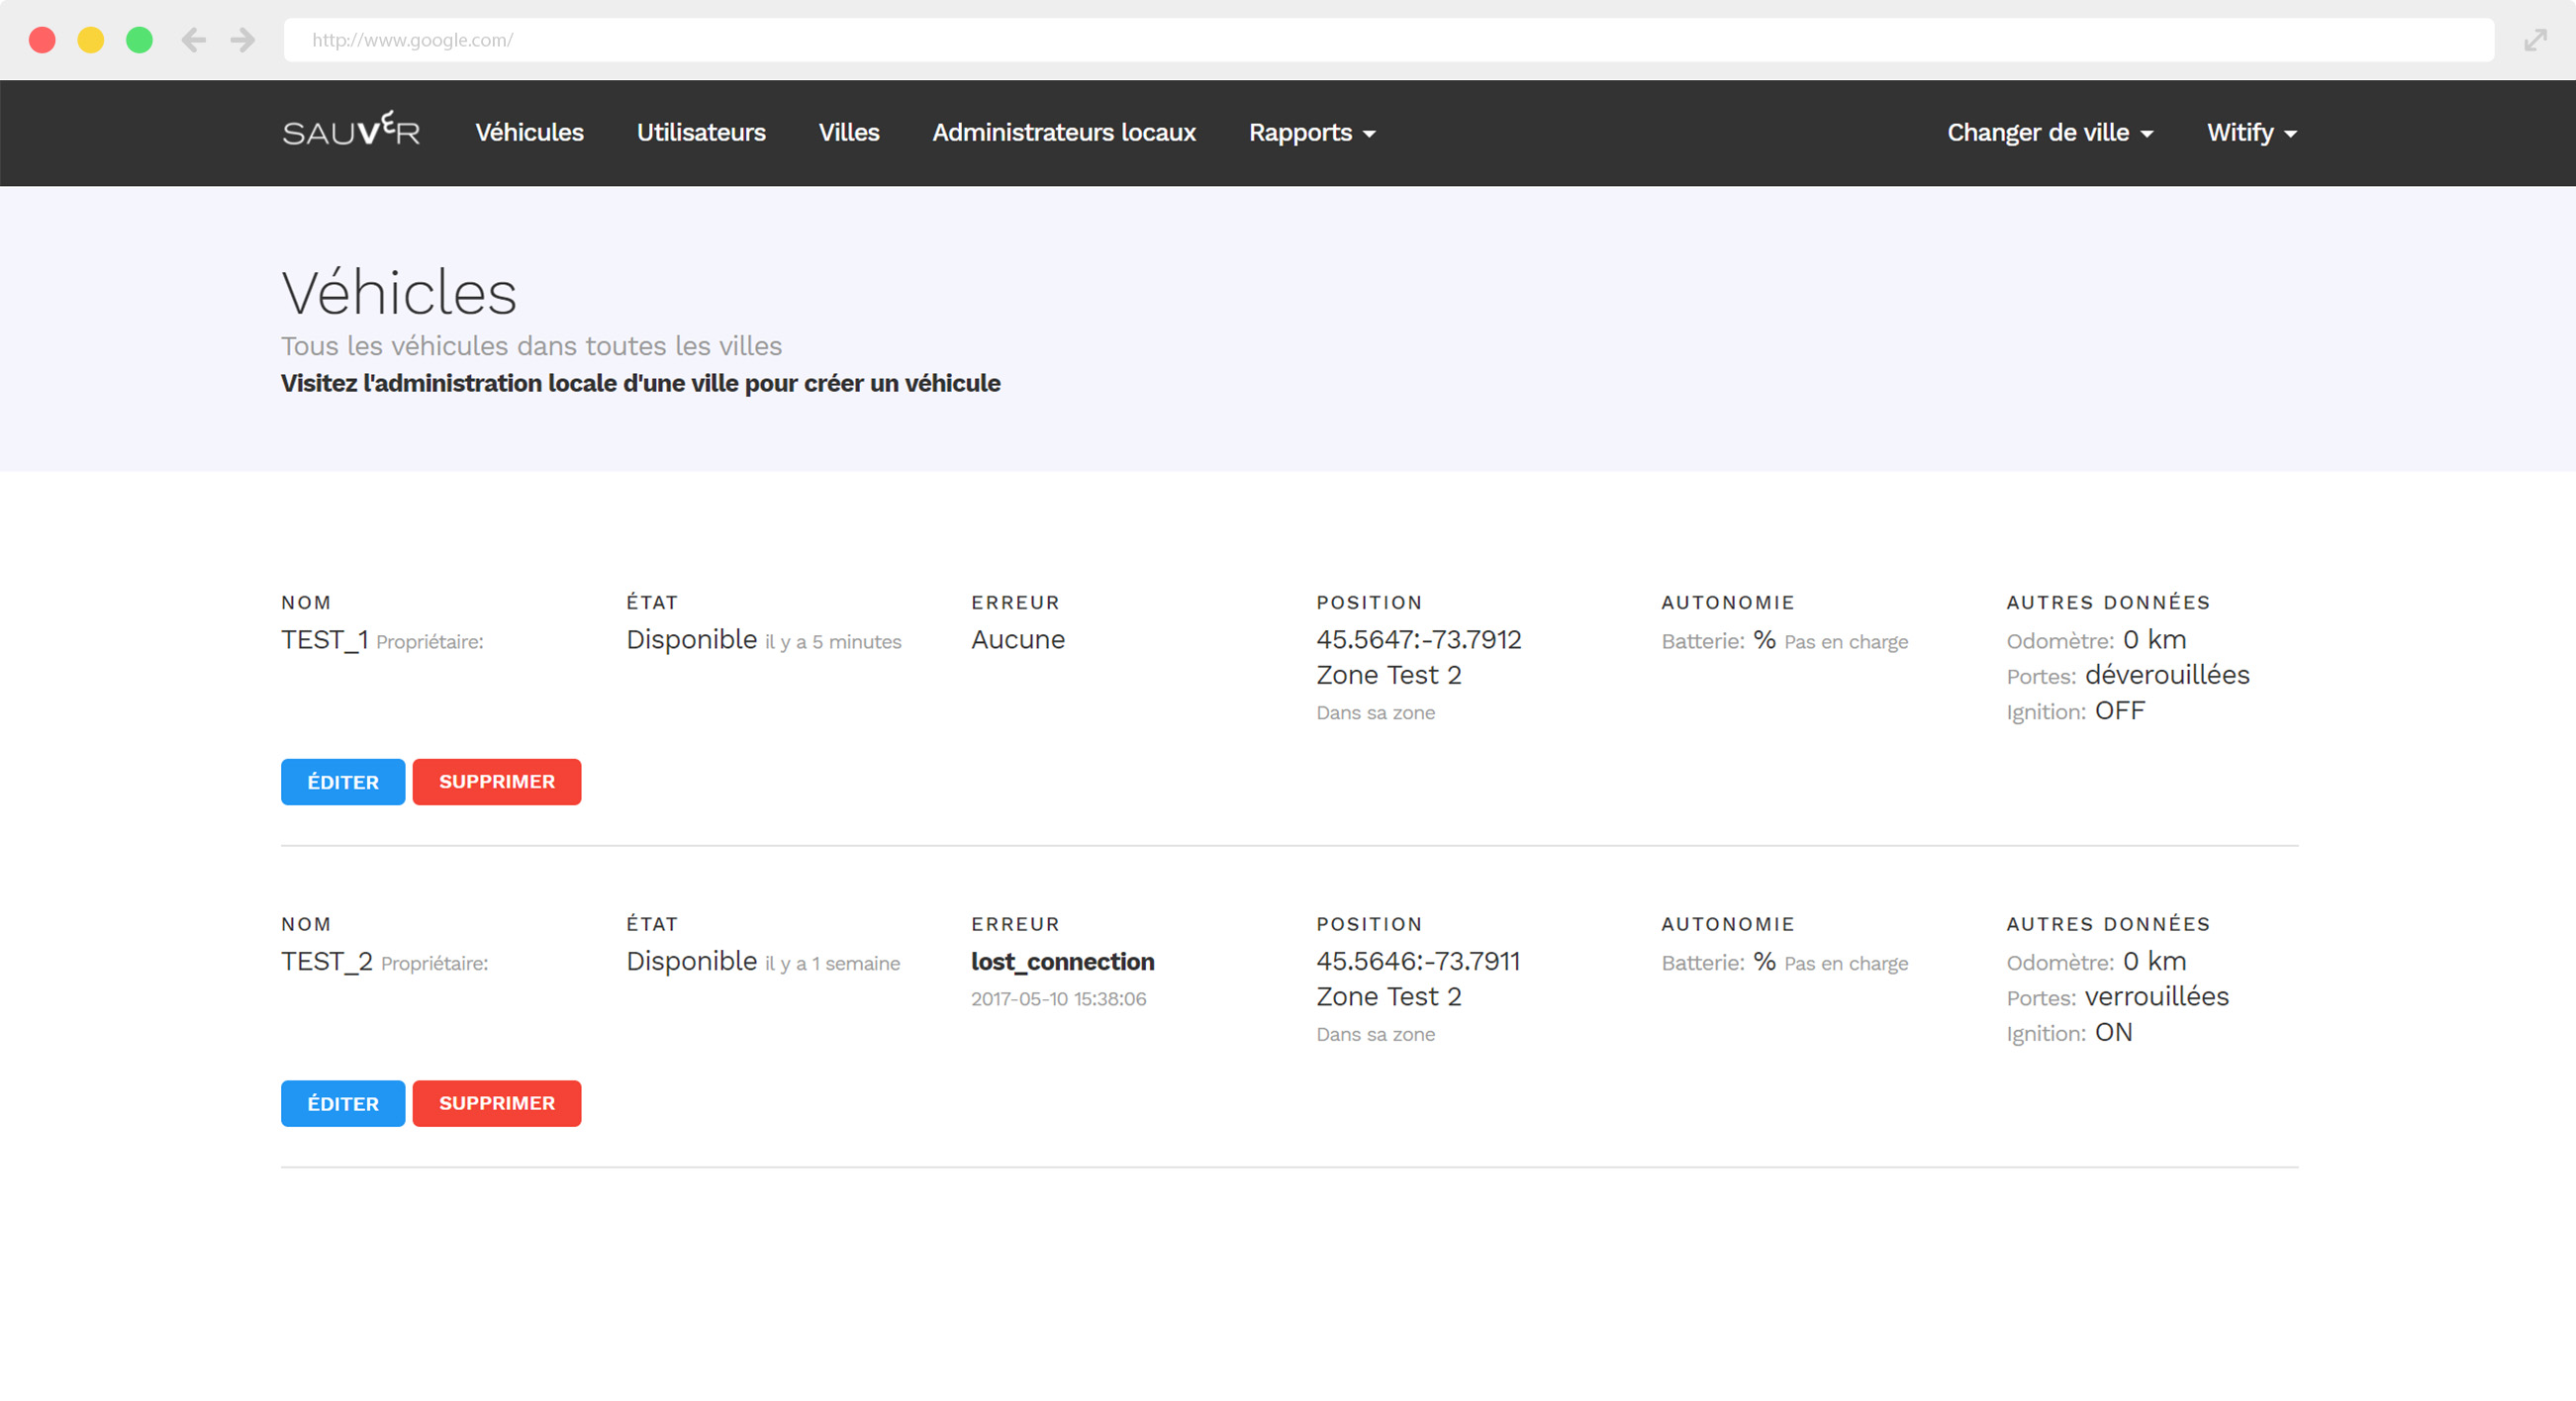 http://www.google.com/
SAUVÉR Véhicules Utilisateurs Villes Administrateurs locaux Rapports Changer de ville Witify
Véhicles
Tous les véhicules dans toutes les villes
Visitez l'administration locale d'une ville pour créer un véhicule
NOM ÉTAT ERREUR POSITION AUTONOMIE AUTRES DONNÉES
TEST_1 Propriétaire: Disponible il y a 5 minutes Aucune 45.5647:-73.7912 Batterie: % Pas en charge Odomètre: 0 km
Zone Test 2 Portes: déverouillées
Dans sa zone Ignition: OFF
ÉDITER SUPPRIMER
NOM ÉTAT ERREUR POSITION AUTONOMIE AUTRES DONNÉES
TEST_2 Propriétaire: Disponible il y a 1 semaine lost_connection 45.5646:-73.7911 Batterie: % Pas en charge Odomètre: 0 km
2017-05-10 15:38:06 Zone Test 2 Portes: verrouillées
Dans sa zone Ignition: ON
ÉDITER SUPPRIMER